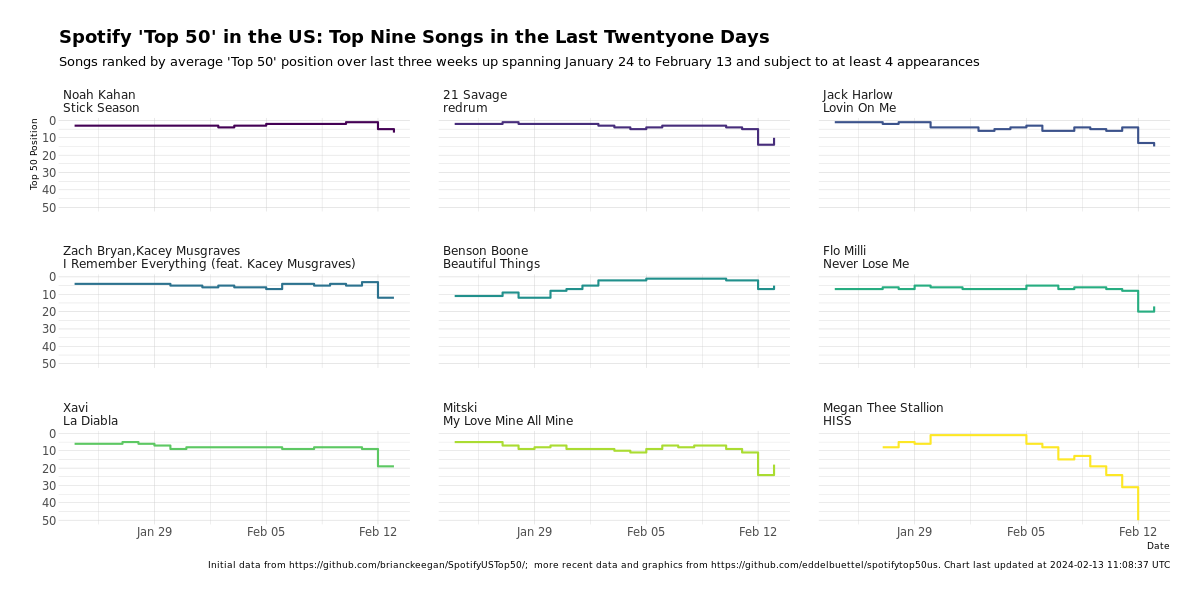 Spotify 'Top 50' in the US: Top Nine Songs in the Last Twentyone Days
Songs ranked by average 'Top 50' position over last three weeks up spanning January 24 to February 13 and subject to at least 4 appearances
Noah Kahan
Stick Season
21 Savage
redrum
Jack Harlow
Lovin On Me
Top 50 Position
0
10
20
30
40
50
Zach Bryan,Kacey Musgraves
I Remember Everything (feat. Kacey Musgraves)
Benson Boone
Beautiful Things
Flo Milli
Never Lose Me
0
10
20
30
40
50
Xavi
La Diabla
Mitski
My Love Mine All Mine
Megan Thee Stallion
HISS
0
10
20
30
40
50
Jan 29 Feb 05 Feb 12 Jan 29 Feb 05 Feb 12 Jan 29 Feb 05 Feb 12
Date
Initial data from https://github.com/brianckeegan/SpotifyUSTop50/; more recent data and graphics from https://github.com/eddelbuettel/spotifytop50us. Chart last updated at 2024-02-13 11:08:37 UTC